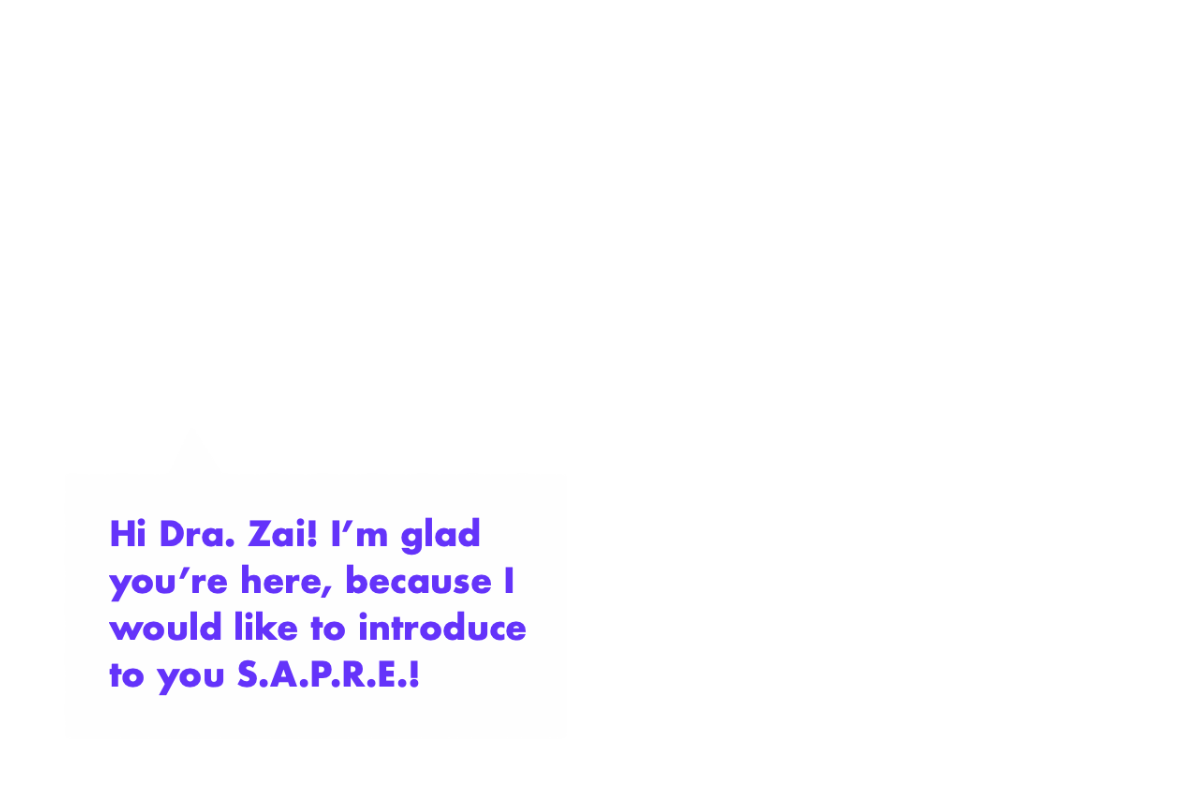 Hi Dra. Zai! I’m glad
you’re here, because I
would like to introduce
to you S.A.P.R.E.!